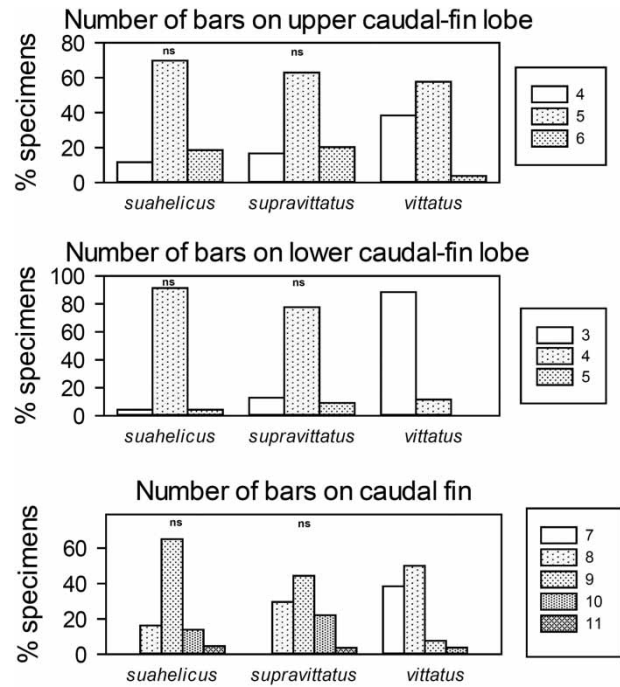 Number of bars on upper caudal-fin lobe
% specimens
80
60
40
20
0
ns
ns
suahelicus
supravittatus
vittatus
4
5
6
Number of bars on lower caudal-fin lobe
% specimens
100
80
60
40
20
0
ns
ns
suahelicus
supravittatus
vittatus
3
4
5
Number of bars on caudal fin
% specimens
60
40
20
0
ns
ns
suahelicus
supravittatus
vittatus
7
8
9
10
11